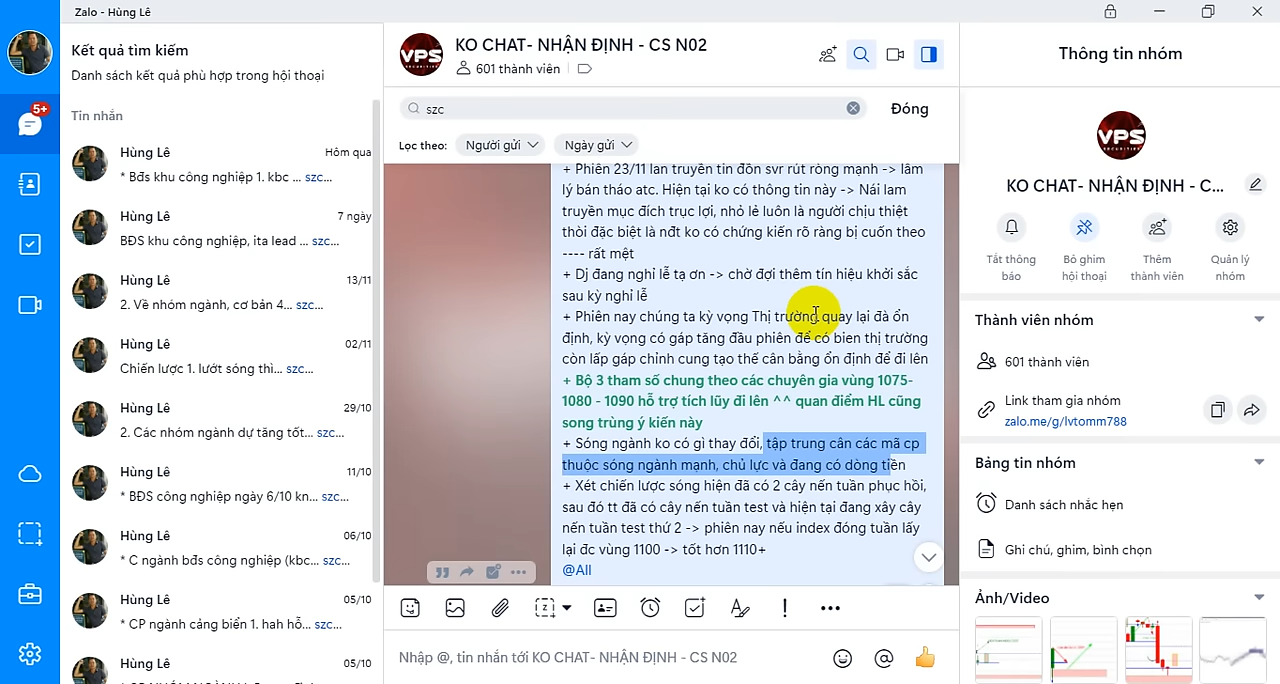 Zalo - Hùng Lê
5+
Kết quả tìm kiếm
Danh sách kết quả phù hợp trong hội thoại
Tin nhắn
Hùng Lê
Hôm qua
* Bđs khu công nghiệp 1. kbc ... szc...
Hùng Lê
7 ngày
BĐS khu công nghiệp, ita lead ... szc...
Hùng Lê
13/11
2. Về nhóm ngành, cơ bản 4... szc...
Hùng Lê
02/11
Chiến lược 1. lướt sóng thì... szc...
Hùng Lê
29/10
2. Các nhóm ngành dự tăng tốt... szc...
Hùng Lê
11/10
* BĐS công nghiệp ngày 6/10 kn... szc...
Hùng Lê
06/10
* C ngành bđs công nghiệp (kbc... szc...
Hùng Lê
05/10
* CP ngành cảng biển 1. hah hỗ... szc...
Hùng Lê
05/10
VPS
SECURITIES
KO CHAT- NHẬN ĐỊNH - CS N02
601 thành viên
szc
Đóng
Lọc theo:
Người gửi
Ngày gửi
+ Phiên 23/11 lan truyền tin đồn svr rút ròng mạnh -> tâm
lý bán tháo atc. Hiện tại ko có thông tin này -> Nái lam
truyền mục đích trục lợi, nhỏ lẻ luôn là người chịu thiệt
thòi đặc biệt là nđt ko có chứng kiến rõ ràng bị cuốn theo
---- rất mệt
+ Dj đang nghỉ lễ tạ ơn -> chờ đợi thêm tín hiệu khởi sắc
sau kỳ nghỉ lễ
+ Phiên nay chúng ta kỳ vọng Thị trường quay lại đà ổn
định, kỳ vọng có gáp tăng đầu phiên để có bien thị trường
còn lấp gáp chỉnh cung tạo thế cân bằng ổn định để đi lên
+ Bộ 3 tham số chung theo các chuyên gia vùng 1075-
1080 - 1090 hỗ trợ tích lũy đi lên ^^ quan điểm HL cũng
song trùng ý kiến này
+ Sóng ngành ko có gì thay đổi, tập trung cân các mã cp
thuộc sóng ngành mạnh, chủ lực và đang có dòng tiền
+ Xét chiến lược sóng hiện đã có 2 cây nến tuần phục hồi,
sau đó tt đã có cây nến tuần test và hiện tại đang xây cây
nến tuần test thứ 2 -> phiên nay nếu index đóng tuần lấy
lại đc vùng 1100 -> tốt hơn 1110+
@All
Nhập @, tin nhắn tới KO CHAT- NHẬN ĐỊNH - CS N02
Thông tin nhóm
VPS
SECURITIES
KO CHAT- NHẬN ĐỊNH - C...
Tắt thông báo
Bỏ ghim hội thoại
Thêm thành viên
Quản lý nhóm
Thành viên nhóm
601 thành viên
Link tham gia nhóm
zalo.me/g/lvtomm788
Bảng tin nhóm
Danh sách nhắc hẹn
Ghi chú, ghim, bình chọn
Ảnh/Video